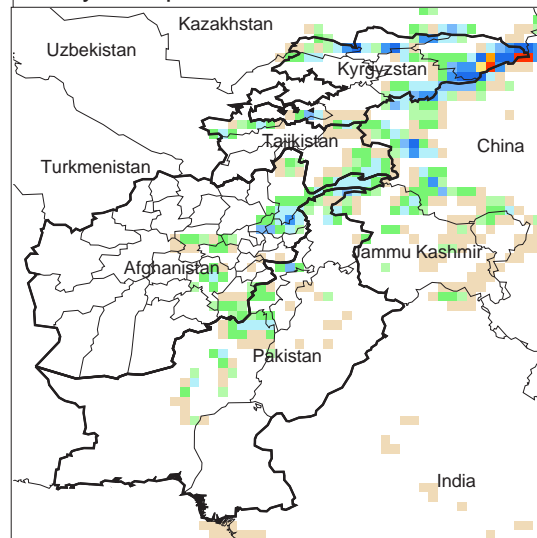 Kazakhstan
Uzbekistan
Kyrgyzstan
Tajikistan
China
Turkmenistan
Jammu Kashmir
Afghanistan
Pakistan
India